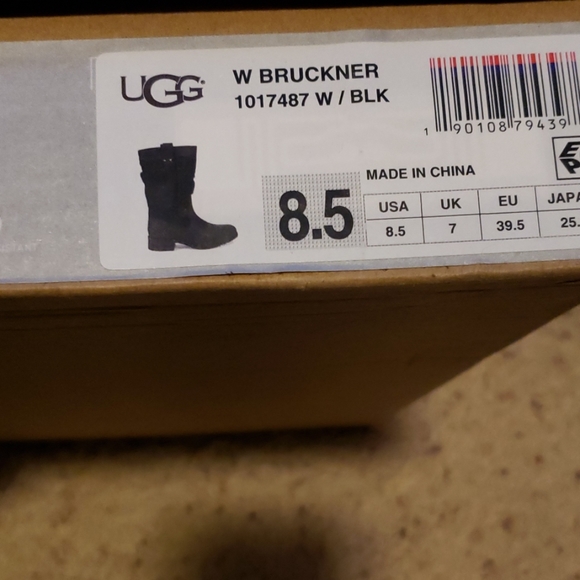 UGG
W BRUCKNER
1017487 W / BLK
1 90108 79439
MADE IN CHINA
8.5
USA UK EU
8.5 7 39.5 25.